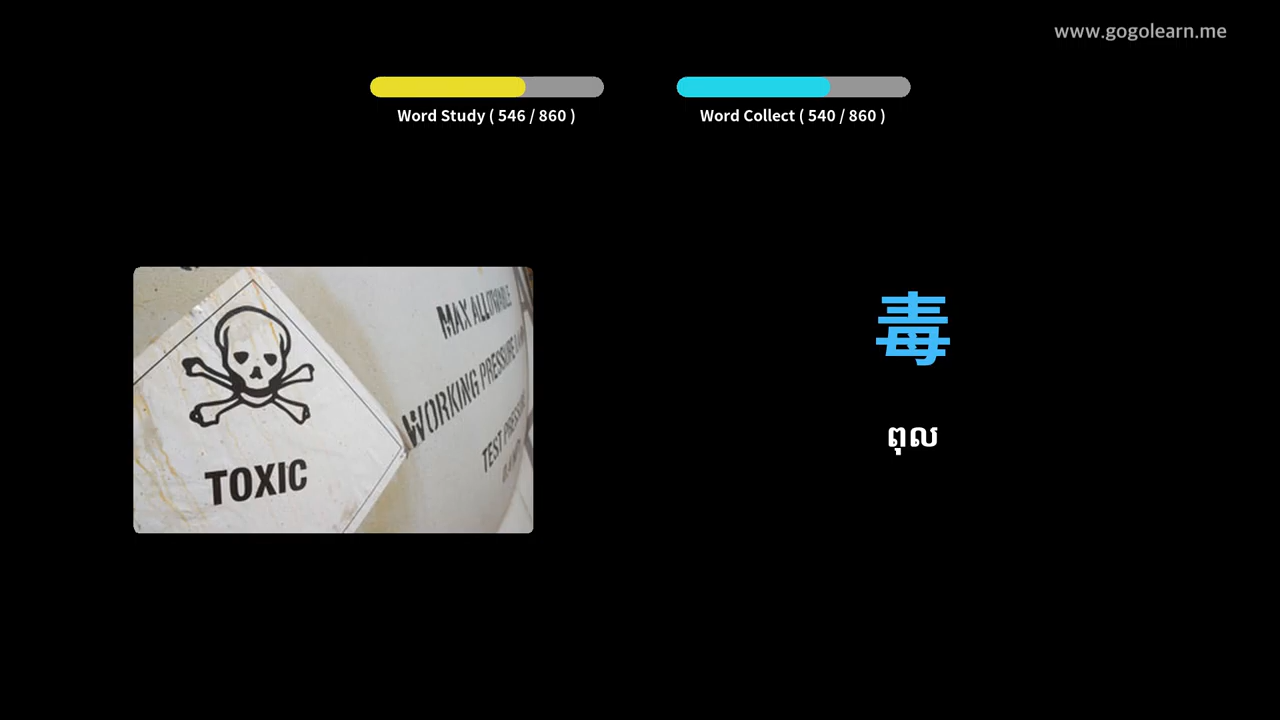 www.gogolearn.me
Word Study ( 546 / 860 )
Word Collect ( 540 / 860 )
MAX ALLOWABLE
WORKING PRESSURE
TEST PRESSURE
TOXIC
毒
ពុល